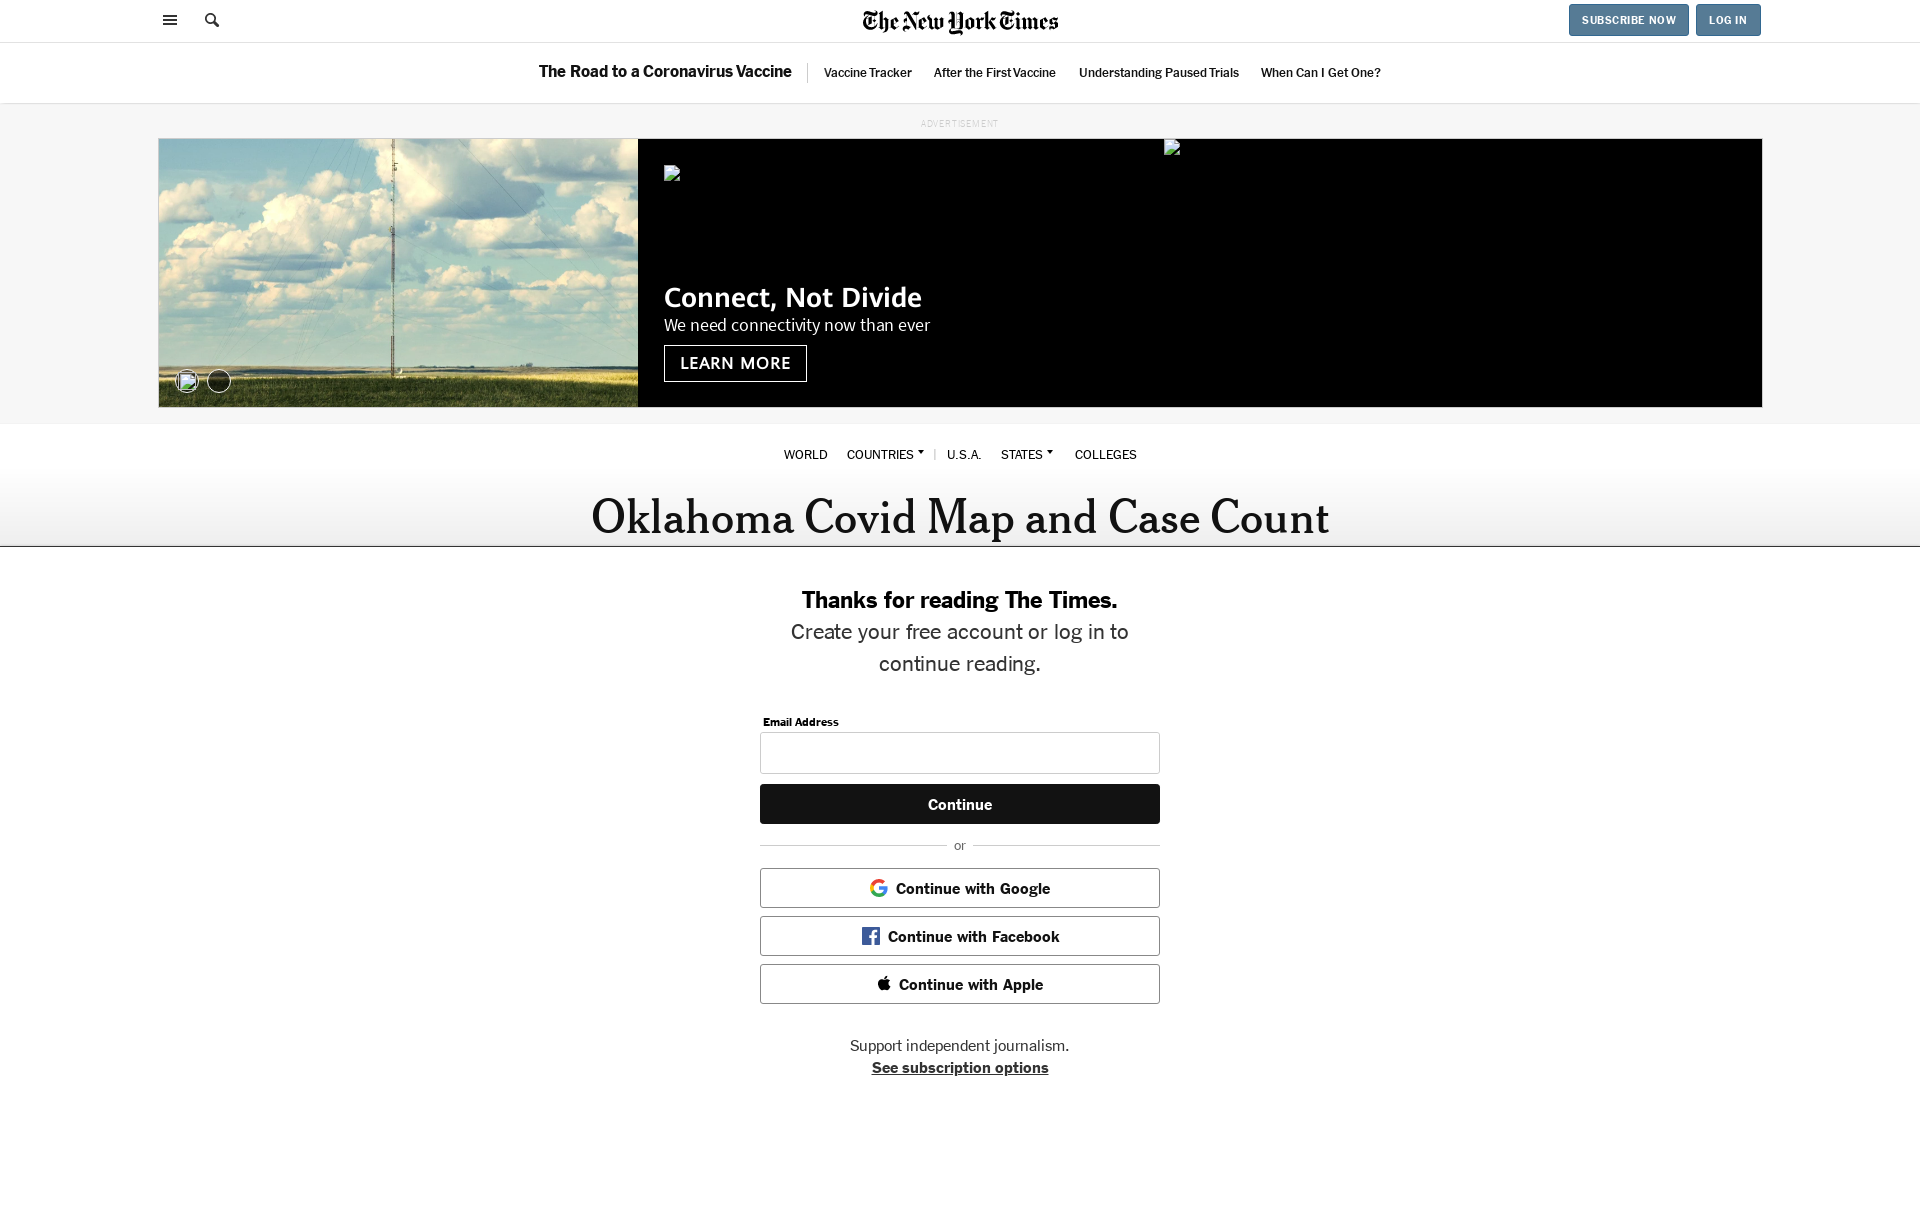 The New York Times
SUBSCRIBE NOW
LOG IN
The Road to a Coronavirus Vaccine
Vaccine Tracker
After the First Vaccine
Understanding Paused Trials
When Can I Get One?
ADVERTISEMENT
Connect, Not Divide
We need connectivity now than ever
LEARN MORE
WORLD
COUNTRIES
U.S.A.
STATES
COLLEGES
Oklahoma Covid Map and Case Count
Thanks for reading The Times.
Create your free account or log in to
continue reading.
Email Address
Continue
or
Continue with Google
Continue with Facebook
Continue with Apple
Support independent journalism.
See subscription options